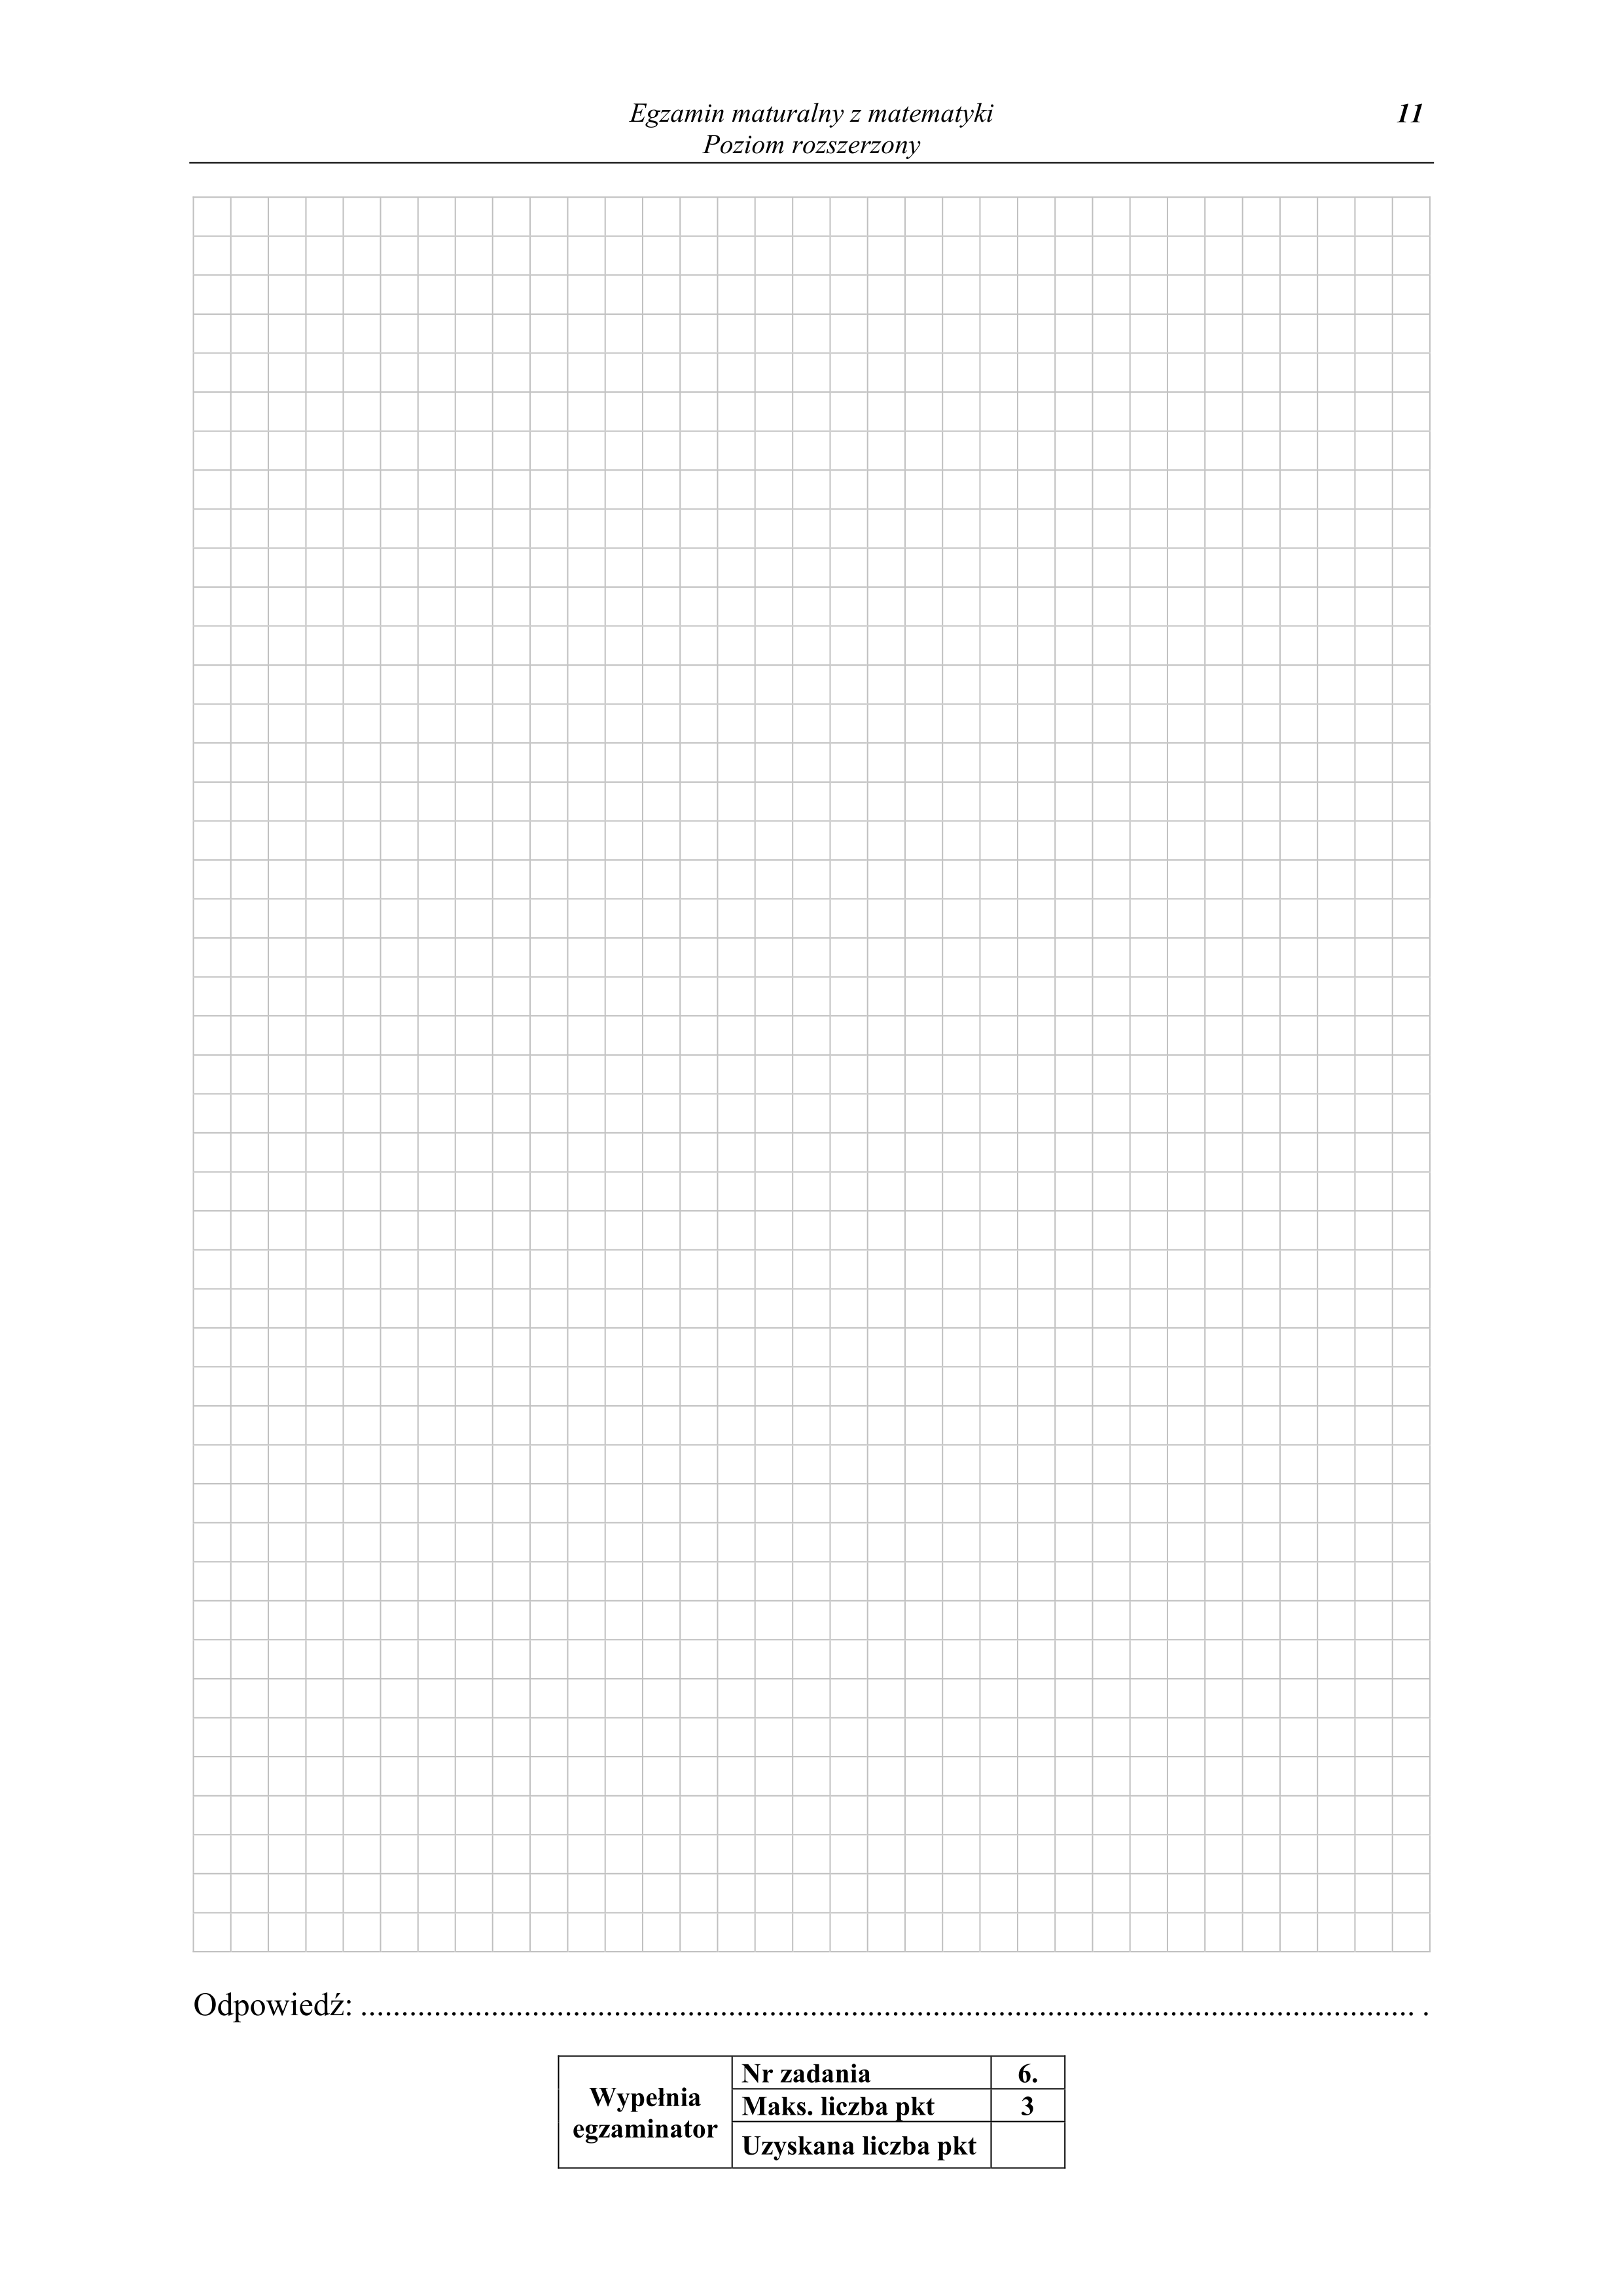 Egzamin maturalny z matematyki
11
Poziom rozszerzony
Odpowiedź: .................................................................................................................................. .
Wypełnia
egzaminator
Nr zadania 6.
Maks. liczba pkt 3
Uzyskana liczba pkt